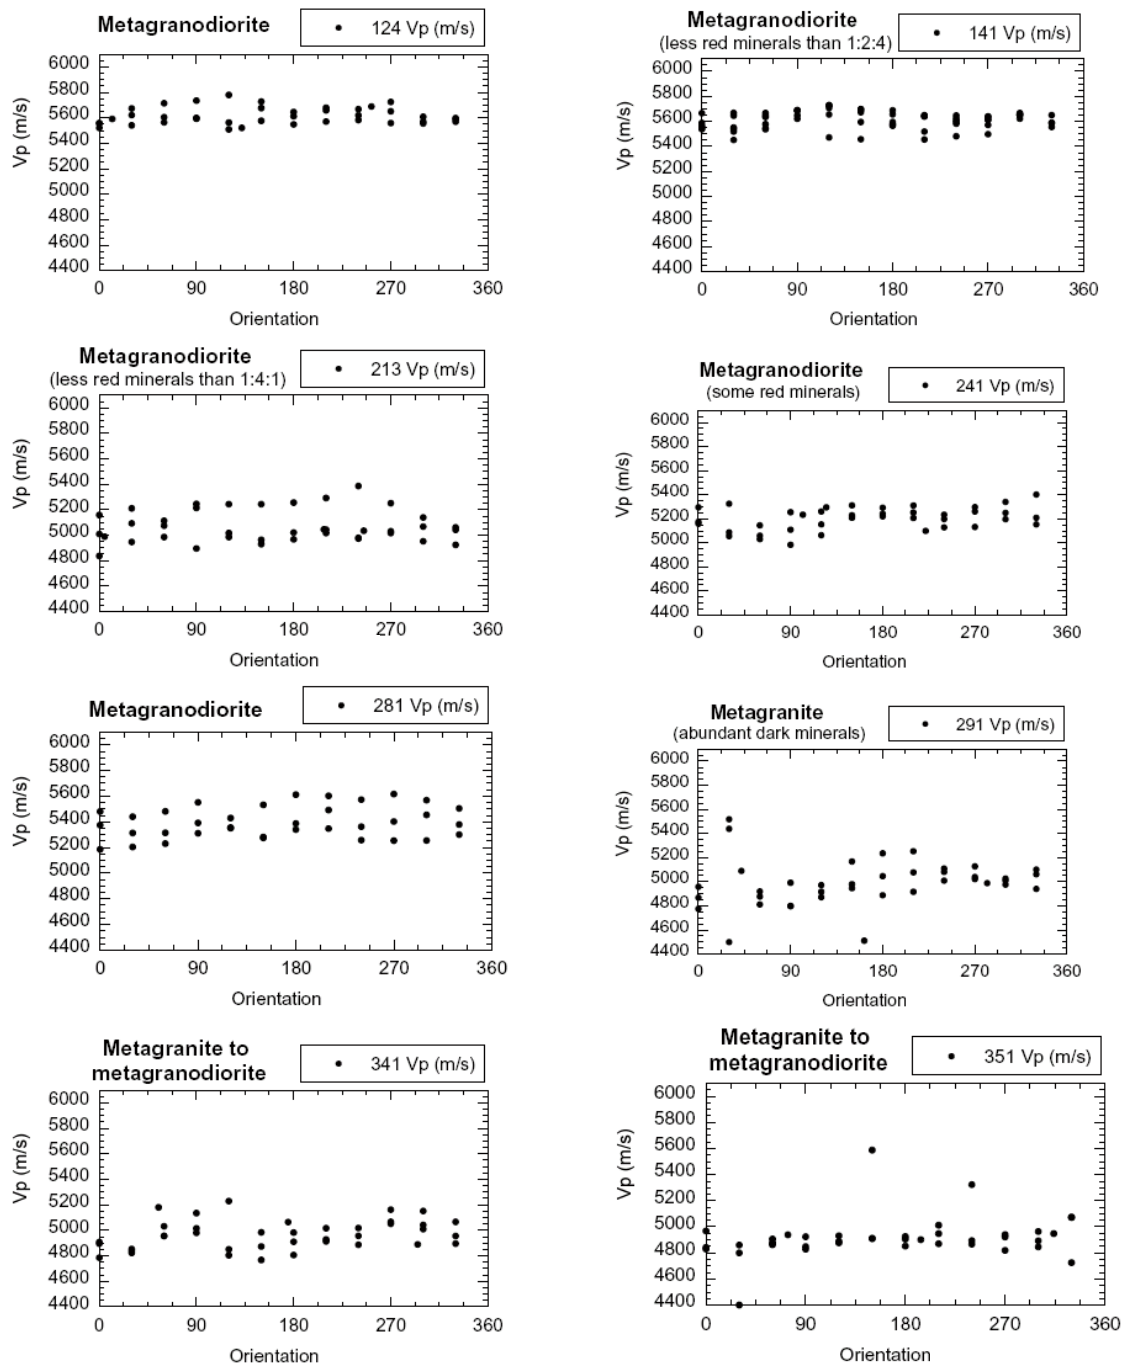 Metagranodiorite
124 Vp (m/s)
Vp (m/s)
6000
5800
5600
5400
5200
5000
4800
4600
4400
0 90 180 270 360
Orientation
Metagranodiorite
(less red minerals than 1:2:4)
141 Vp (m/s)
Vp (m/s)
6000
5800
5600
5400
5200
5000
4800
4600
4400
0 90 180 270 360
Orientation
Metagranodiorite
(less red minerals than 1:4:1)
213 Vp (m/s)
Vp (m/s)
6000
5800
5600
5400
5200
5000
4800
4600
4400
0 90 180 270 360
Orientation
Metagranodiorite
(some red minerals)
241 Vp (m/s)
Vp (m/s)
6000
5800
5600
5400
5200
5000
4800
4600
4400
0 90 180 270 360
Orientation
Metagranodiorite
281 Vp (m/s)
Vp (m/s)
6000
5800
5600
5400
5200
5000
4800
4600
4400
0 90 180 270 360
Orientation
Metagranite
(abundant dark minerals)
291 Vp (m/s)
Vp (m/s)
6000
5800
5600
5400
5200
5000
4800
4600
4400
0 90 180 270 360
Orientation
Metagranite to
metagranodiorite
341 Vp (m/s)
Vp (m/s)
6000
5800
5600
5400
5200
5000
4800
4600
4400
0 90 180 270 360
Orientation
Metagranite to
metagranodiorite
351 Vp (m/s)
Vp (m/s)
6000
5800
5600
5400
5200
5000
4800
4600
4400
0 90 180 270 360
Orientation